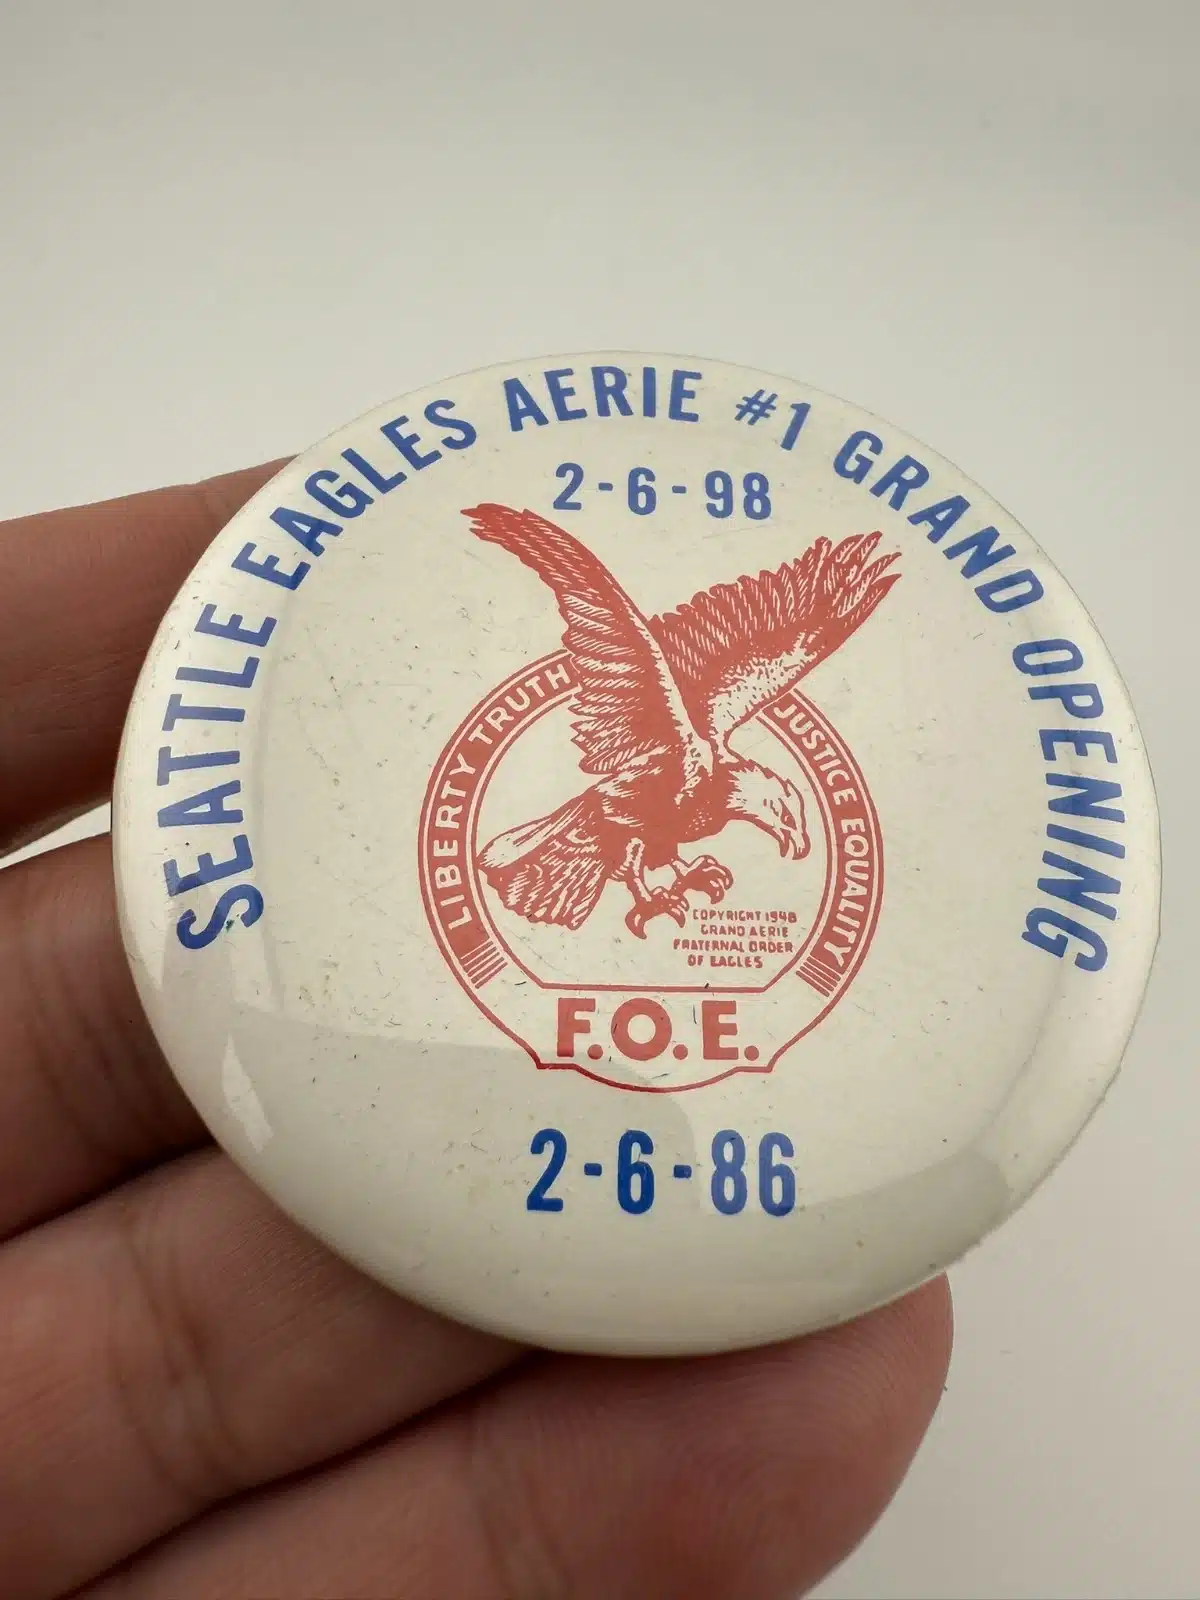 SEATTLE EAGLES AERIE #1 GRAND OPENING
2-6-98
LIBERTY TRUTH
JUSTICE EQUALITY
COPYRIGHT 1948
GRAND AERIE
FRATERNAL ORDER
OF EAGLES
F.O.E.
2-6-86